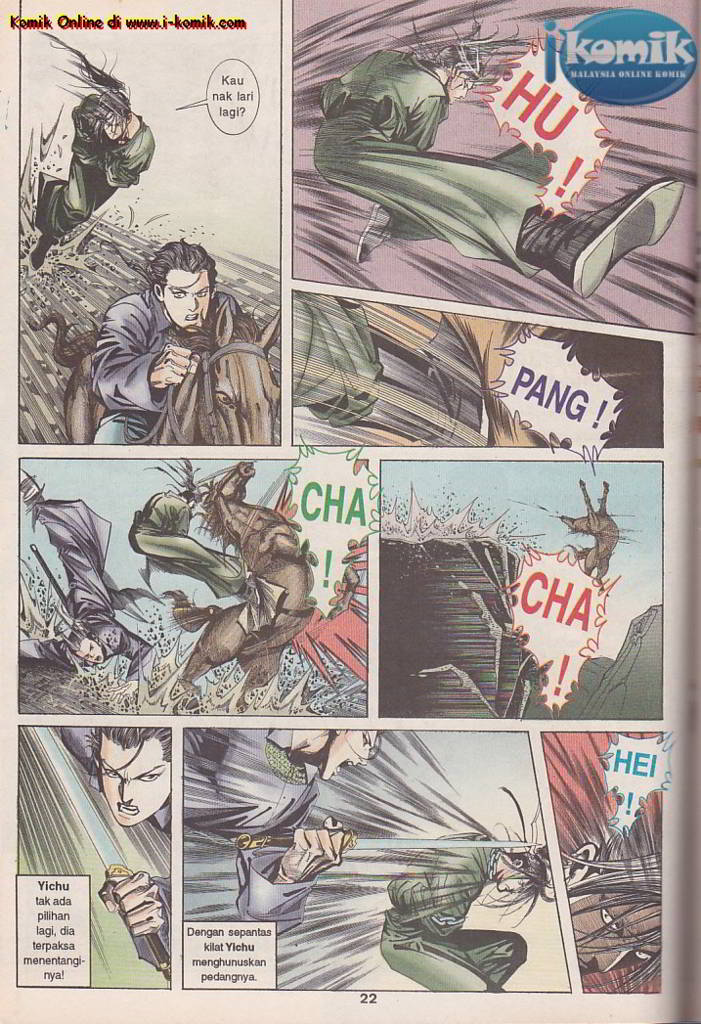 Komik Online di www.i-komik.com
ikomik
MALAYSIA ONLINE KOMIK
Kau
nak lari
lagi?
HU
!
PANG !
CHA
!
CHA
!
HEI
!
Yichu
tak ada
pilihan
lagi, dia
terpaksa
menentangi-
nya!
Dengan sepantas
kilat Yichu
menghunuskan
pedangnya.
22